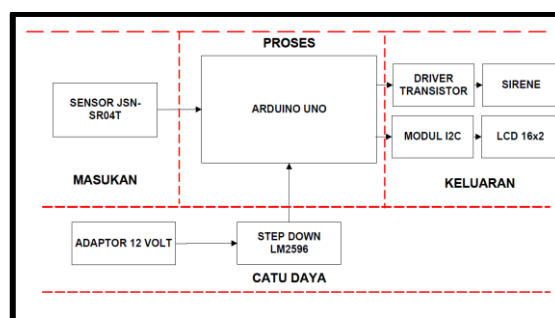 PROSES
SENSOR JSN-
SR04T
ARDUINO UNO
DRIVER
TRANSISTOR
SIRENE
MODUL I2C
LCD 16x2
MASUKAN
KELUARAN
ADAPTOR 12 VOLT
STEP DOWN
LM2596
CATU DAYA